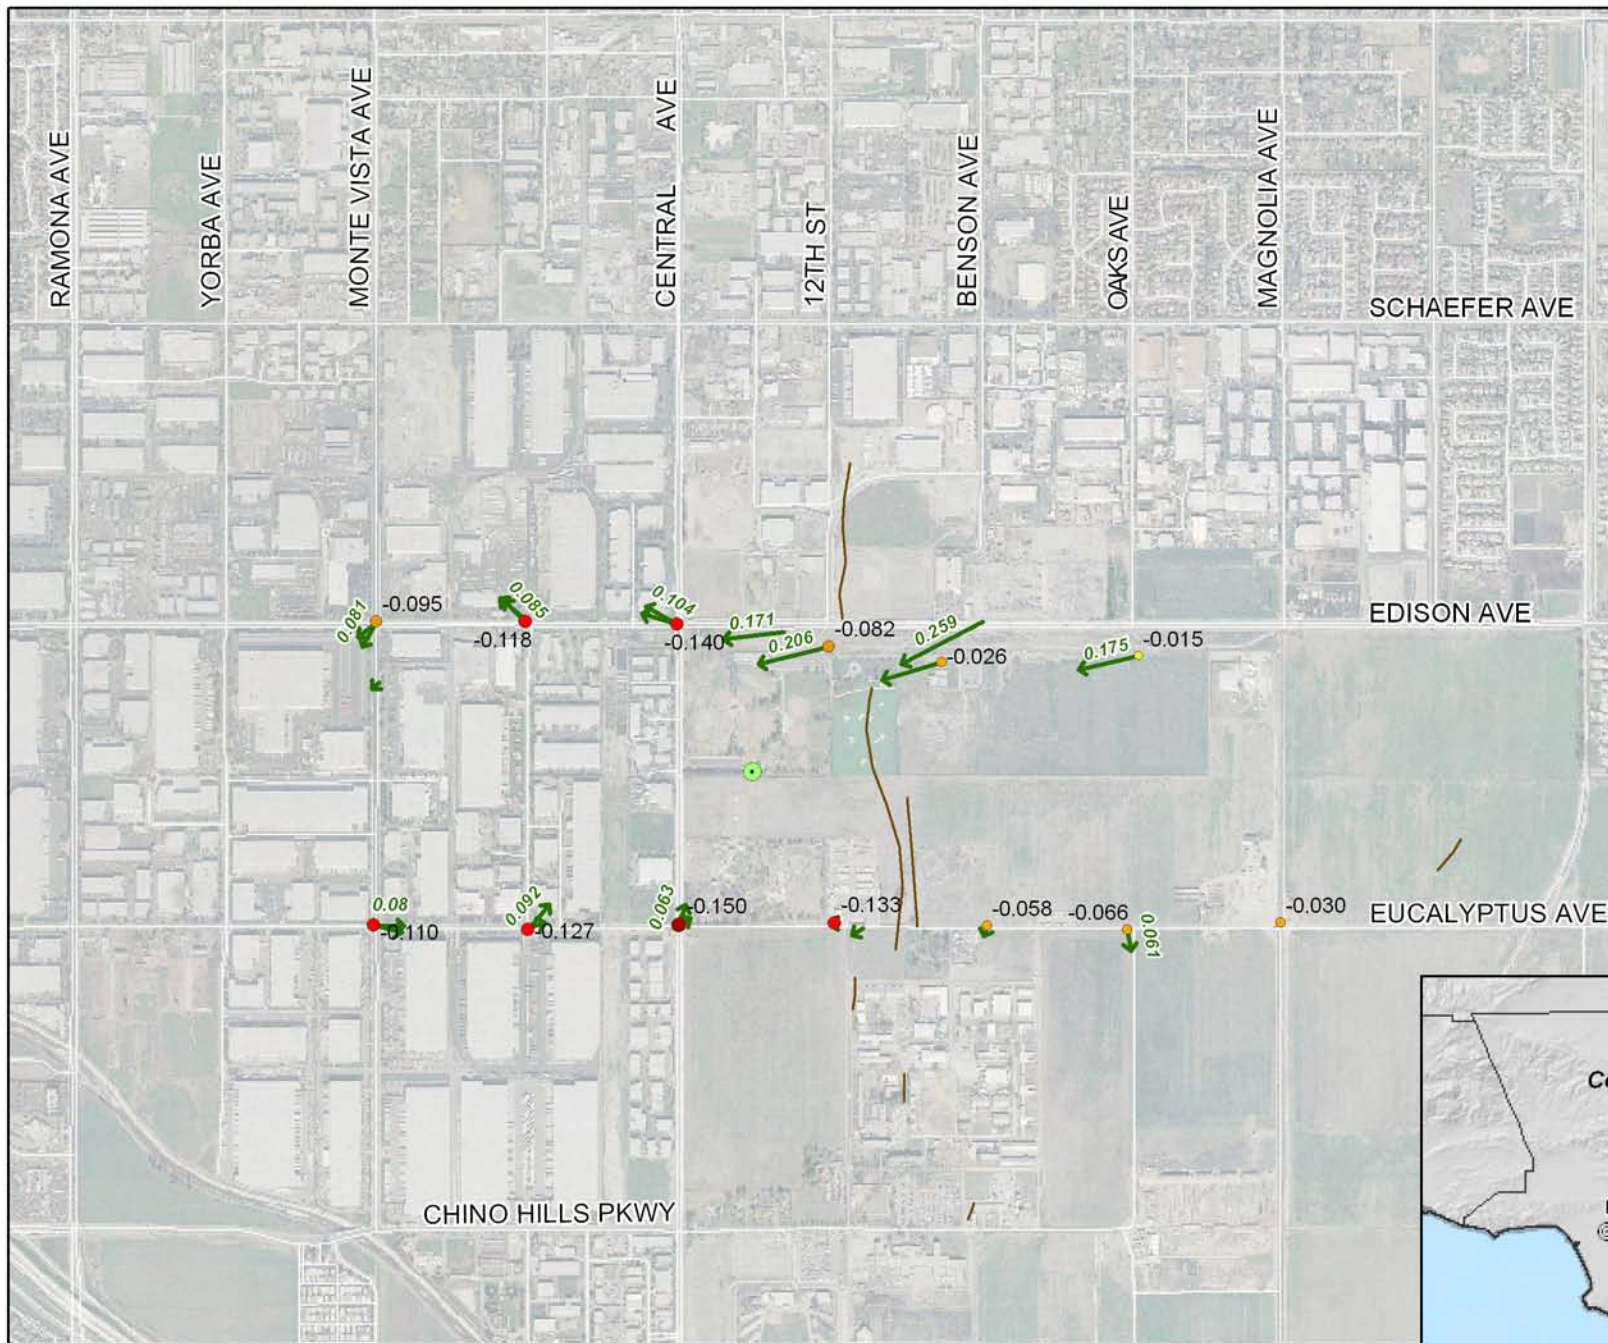 RAMONA AVE
YORBA AVE
MONTE VISTA AVE
CENTRAL AVE
12TH ST
BENSON AVE
OAKS AVE
MAGNOLIA AVE
SCHAEFER AVE
EDISON AVE
0.081
-0.095
0.085
-0.118
0.104
-0.140
0.171
0.206
-0.082
0.259
-0.026
0.175
-0.015
0.08
-0.110
0.092
-0.127
0.063
-0.150
-0.133
-0.058
-0.066
0.061
-0.030
EUCALYPTUS AVE
CHINO HILLS PKWY